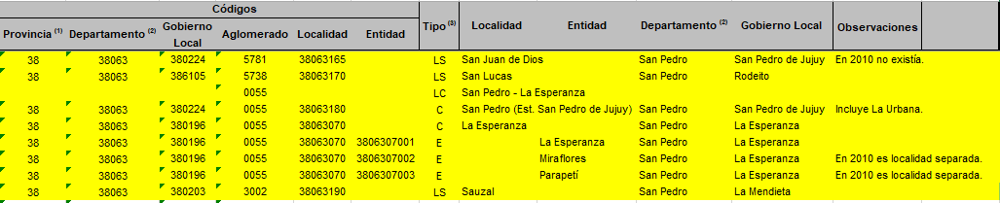 Códigos
Provincia (1) Departamento (2) Gobierno Local Aglomerado Localidad Entidad Tipo (3) Localidad Entidad Departamento (2) Gobierno Local Observaciones
38 38063 380224 5781 38063165 LS San Juan de Dios San Pedro San Pedro de Jujuy En 2010 no existía.
38 38063 386105 5738 38063170 LS San Lucas San Pedro Rodeito
0055 LC San Pedro - La Esperanza
38 38063 380224 0055 38063180 C San Pedro (Est. San Pedro de Jujuy) San Pedro San Pedro de Jujuy Incluye La Urbana.
38 38063 380196 0055 38063070 C La Esperanza San Pedro La Esperanza
38 38063 380196 0055 38063070 3806307001 E La Esperanza San Pedro La Esperanza
38 38063 380196 0055 38063070 3806307002 E Miraflores San Pedro La Esperanza En 2010 es localidad separada.
38 38063 380196 0055 38063070 3806307003 E Parapetí San Pedro La Esperanza En 2010 es localidad separada.
38 38063 380203 3002 38063190 LS Sauzal San Pedro La Mendieta